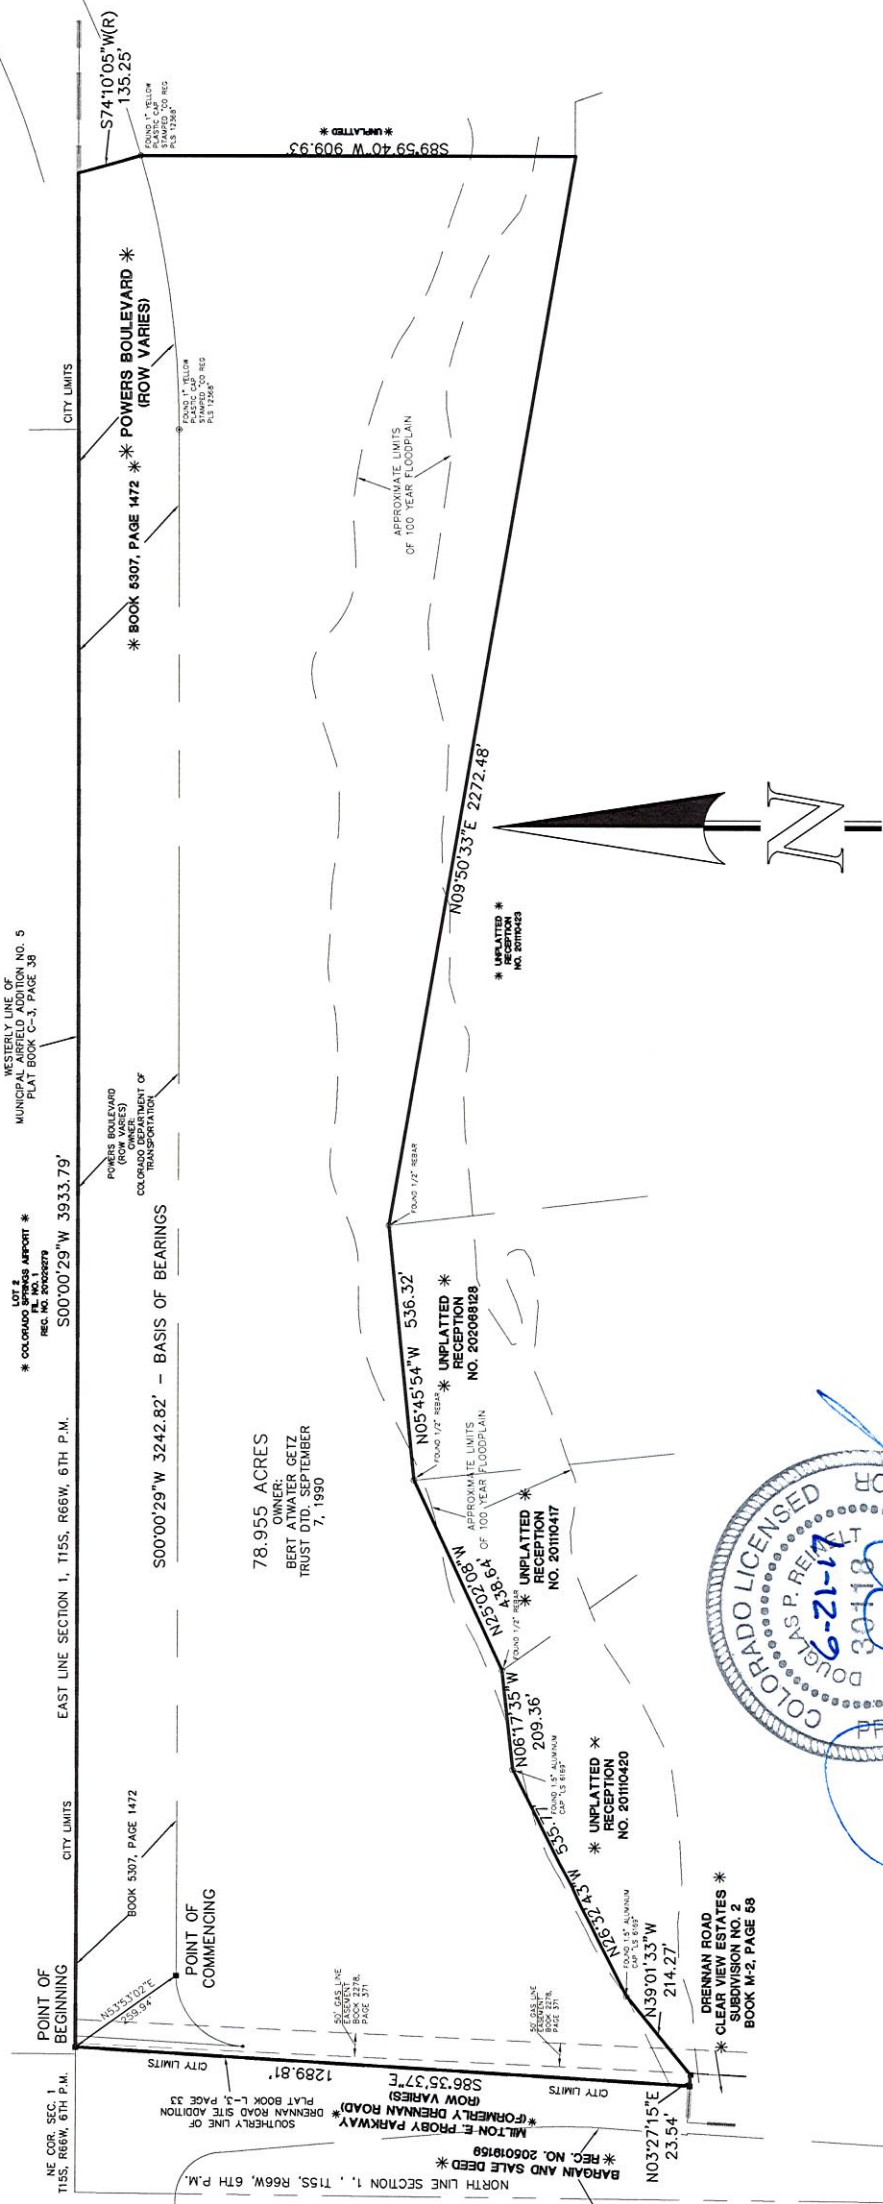 NE COR. SEC. 1
T15S, R66W, 6TH P.M.
POINT OF
BEGINNING
CITY LIMITS
EAST LINE SECTION 1, T15S, R66W, 6TH P.M.
LOT 2
* COLORADO SPRINGS AIRPORT *
FIL. NO. 1
REC. NO. 201029279
S00°00'29"W 3933.79'
WESTERLY LINE OF
MUNICIPAL AIRFIELD ADDITION NO. 5
PLAT BOOK C-3, PAGE 38
CITY LIMITS
S74°10'05"W(R)
135.25'
N53°53'02"E
259.94'
BOOK 5307, PAGE 1472
POINT OF
COMMENCING
S00°00'29"W 3242.82' - BASIS OF BEARINGS
POWERS BOULEVARD
(ROW VARIES)
OWNER:
COLORADO DEPARTMENT OF
TRANSPORTATION
* BOOK 5307, PAGE 1472 *
* POWERS BOULEVARD *
(ROW VARIES)
FOUND 1" YELLOW
PLASTIC CAP
STAMPED "CO REG
PLS 12368"
FOUND 1" YELLOW
PLASTIC CAP
STAMPED "CO REG
PLS 12368"
S89°59'40"W 909.93'
* UNPLATTED *
78.955 ACRES
OWNER:
BERT ATWATER GETZ
TRUST DTD. SEPTEMBER
7, 1990
APPROXIMATE LIMITS
OF 100 YEAR FLOODPLAIN
N09°50'33"E 2272.48'
* UNPLATTED *
RECEPTION
NO. 201110423
FOUND 1/2" REBAR
N05°45'54"W 536.32'
* UNPLATTED *
RECEPTION
NO. 202068128
FOUND 1/2" REBAR
APPROXIMATE LIMITS
OF 100 YEAR FLOODPLAIN
N25°02'08"W
438.64'
* UNPLATTED *
RECEPTION
NO. 201110417
FOUND 1/2" REBAR
N06°17'35"W
209.36'
FOUND 1.5" ALUMINUM
CAP "LS 6169"
* UNPLATTED *
RECEPTION
NO. 201110420
N26°32'43"W 535.77'
FOUND 1.5" ALUMINUM
CAP "LS 6169"
N39°01'33"W
214.27'
DRENNAN ROAD
* CLEAR VIEW ESTATES *
SUBDIVISION NO. 2
BOOK M-2, PAGE 58
N03°27'15"E
23.54'
50' GAS LINE
EASEMENT
BOOK 2278,
PAGE 371
50' GAS LINE
EASEMENT
BOOK 2278,
PAGE 371
CITY LIMITS
CITY LIMITS
SOUTHERLY LINE OF
DRENNAN ROAD SITE ADDITION
PLAT BOOK L-3, PAGE 33
S86°35'37"E 1289.81'
(ROW VARIES)
*(FORMERLY DRENNAN ROAD)*
MILTON E. PROBY PARKWAY
* REC. NO. 205019159
BARGAIN AND SALE DEED *
NORTH LINE SECTION 1, , T15S, R66W, 6TH P.M.
N
COLORADO LICENSED
DOUGLAS P. REINELT
30118